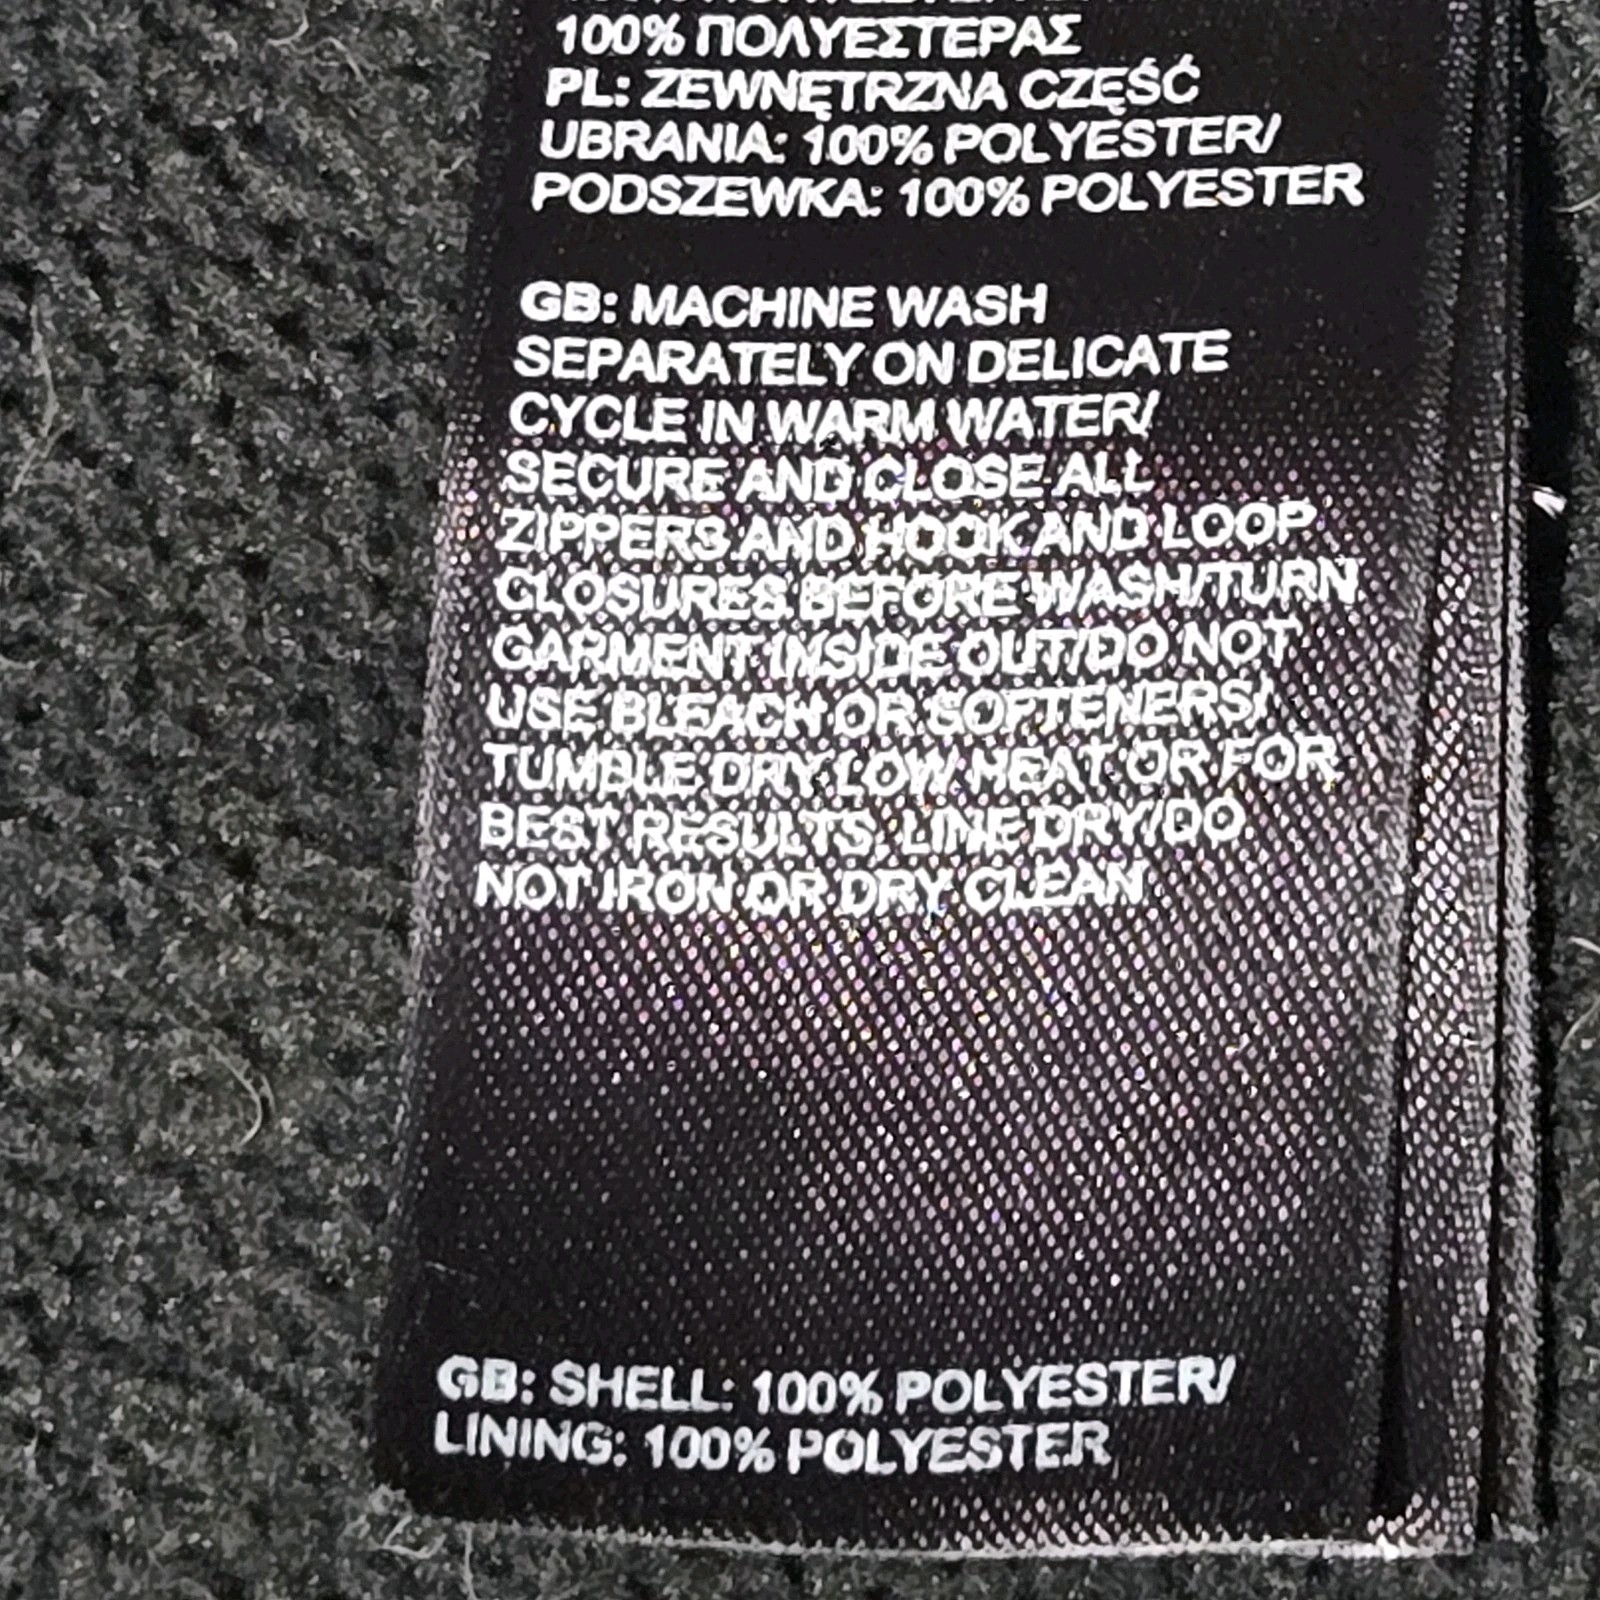 100% ΠΟΛΥΕΣΤΕΡΑΣ
PL: ZEWNĘTRZNA CZĘŚĆ
UBRANIA: 100% POLYESTER/
PODSZEWKA: 100% POLYESTER
GB: MACHINE WASH
SEPARATELY ON DELICATE
CYCLE IN WARM WATER/
SECURE AND CLOSE ALL
ZIPPERS AND HOOK AND LOOP
CLOSURES BEFORE WASH/TURN
GARMENT INSIDE OUT/DO NOT
USE BLEACH OR SOFTENERS/
TUMBLE DRY LOW HEAT OR FOR
BEST RESULTS, LINE DRY/DO
NOT IRON OR DRY CLEAN
GB: SHELL: 100% POLYESTER/
LINING: 100% POLYESTER